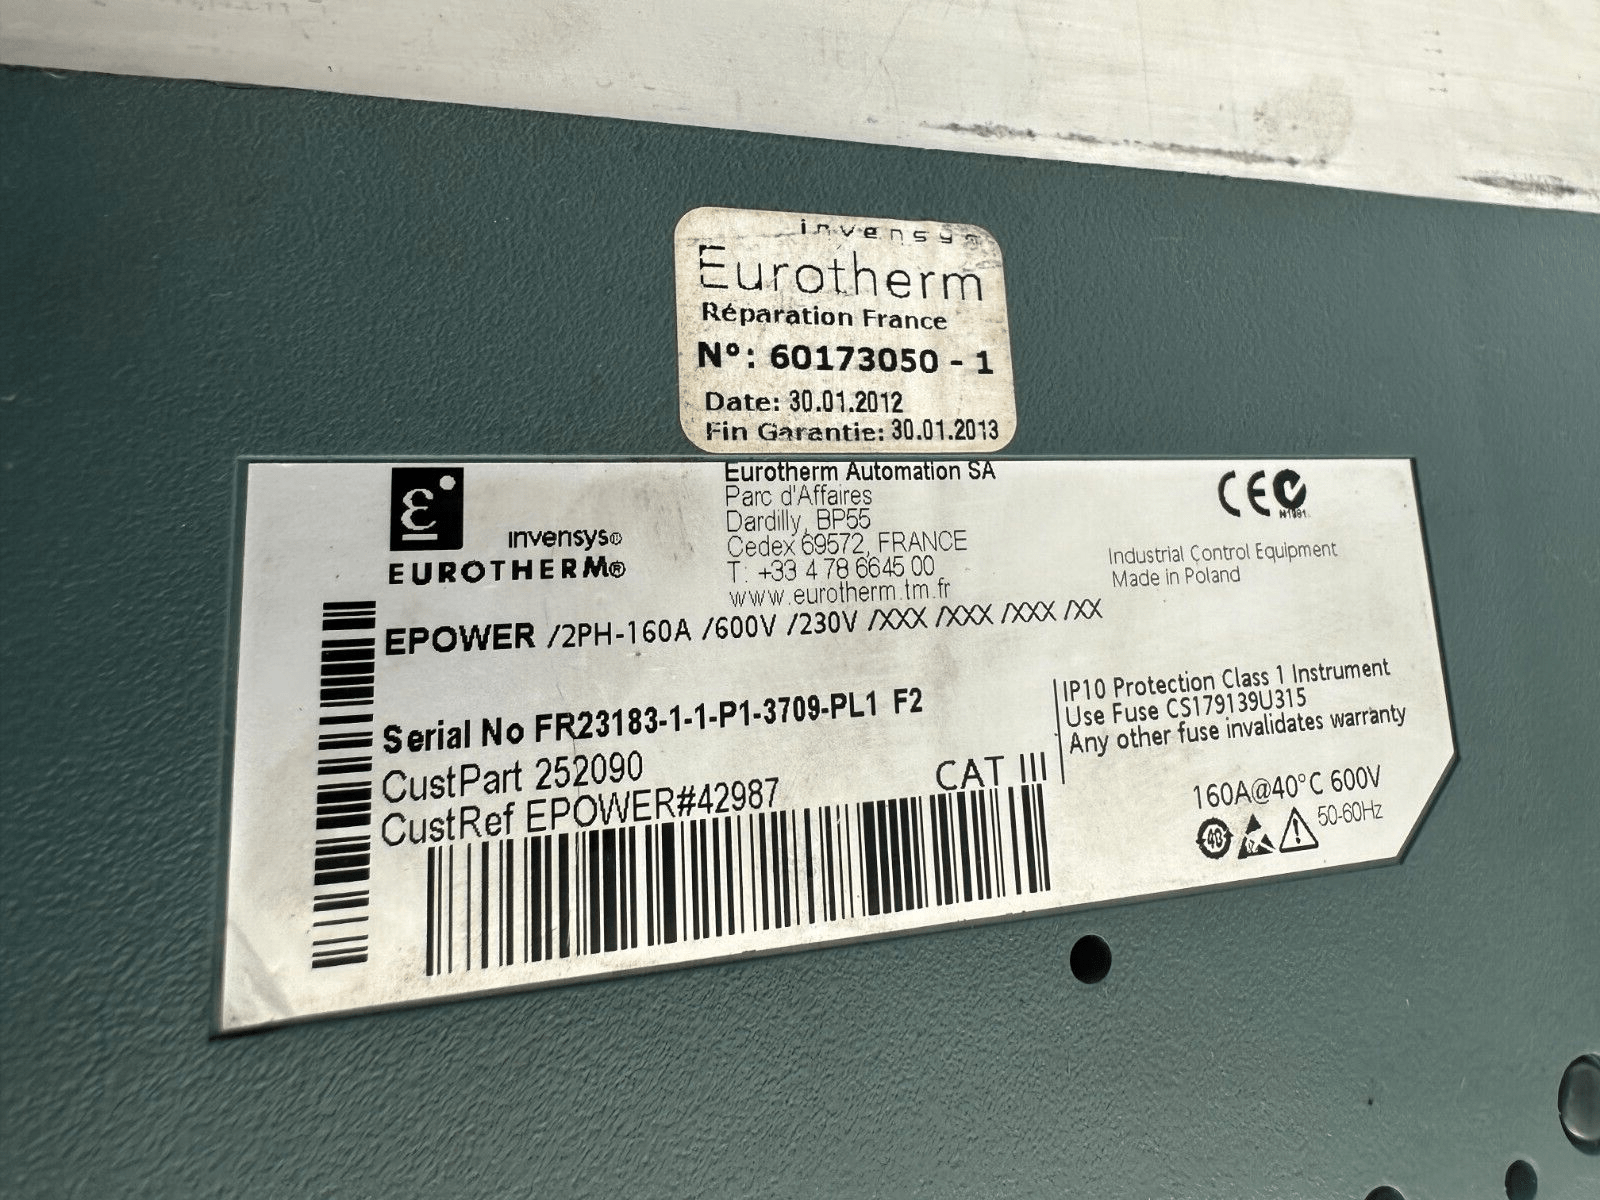 invensys
Eurotherm
Réparation France
N°: 60173050 - 1
Date: 30.01.2012
Fin Garantie: 30.01.2013
invensys®
EUROTHERM®
Eurotherm Automation SA
Parc d'Affaires
Dardilly, BP55
Cedex 69572, FRANCE
T: +33 4 78 6645 00
www.eurotherm.tm.fr
CE
N1991
Industrial Control Equipment
Made in Poland
EPOWER /2PH-160A /600V /230V /XXX /XXX /XXX /XX
Serial No FR23183-1-1-P1-3709-PL1 F2
CustPart 252090
CustRef EPOWER#42987
CAT III
IP10 Protection Class 1 Instrument
Use Fuse CS179139U315
Any other fuse invalidates warranty
160A@40°C 600V
50-60Hz